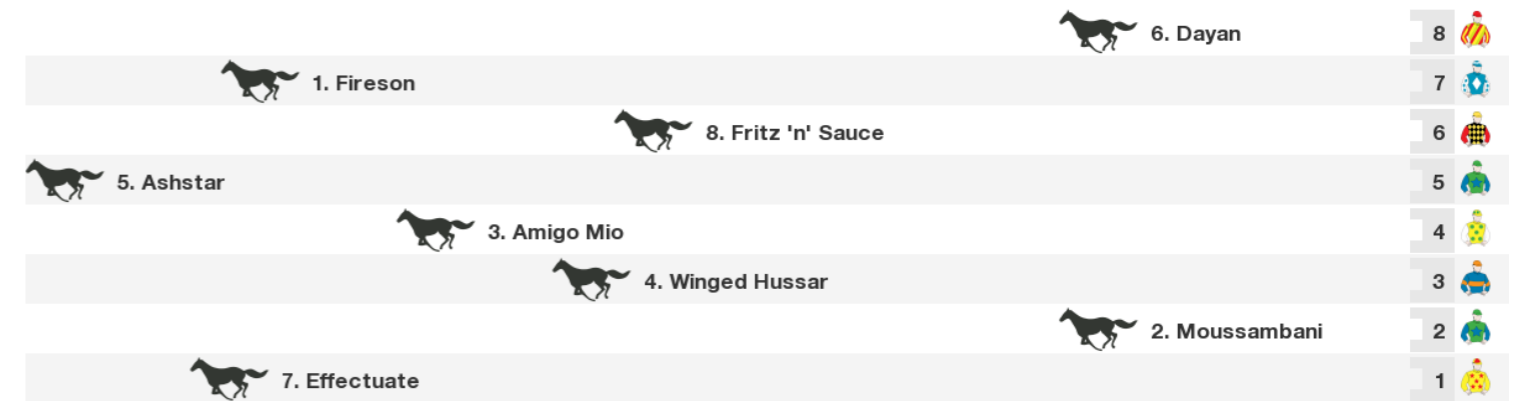 6. Dayan 8
1. Fireson 7
8. Fritz 'n' Sauce 6
5. Ashstar 5
3. Amigo Mio 4
4. Winged Hussar 3
2. Moussambani 2
7. Effectuate 1